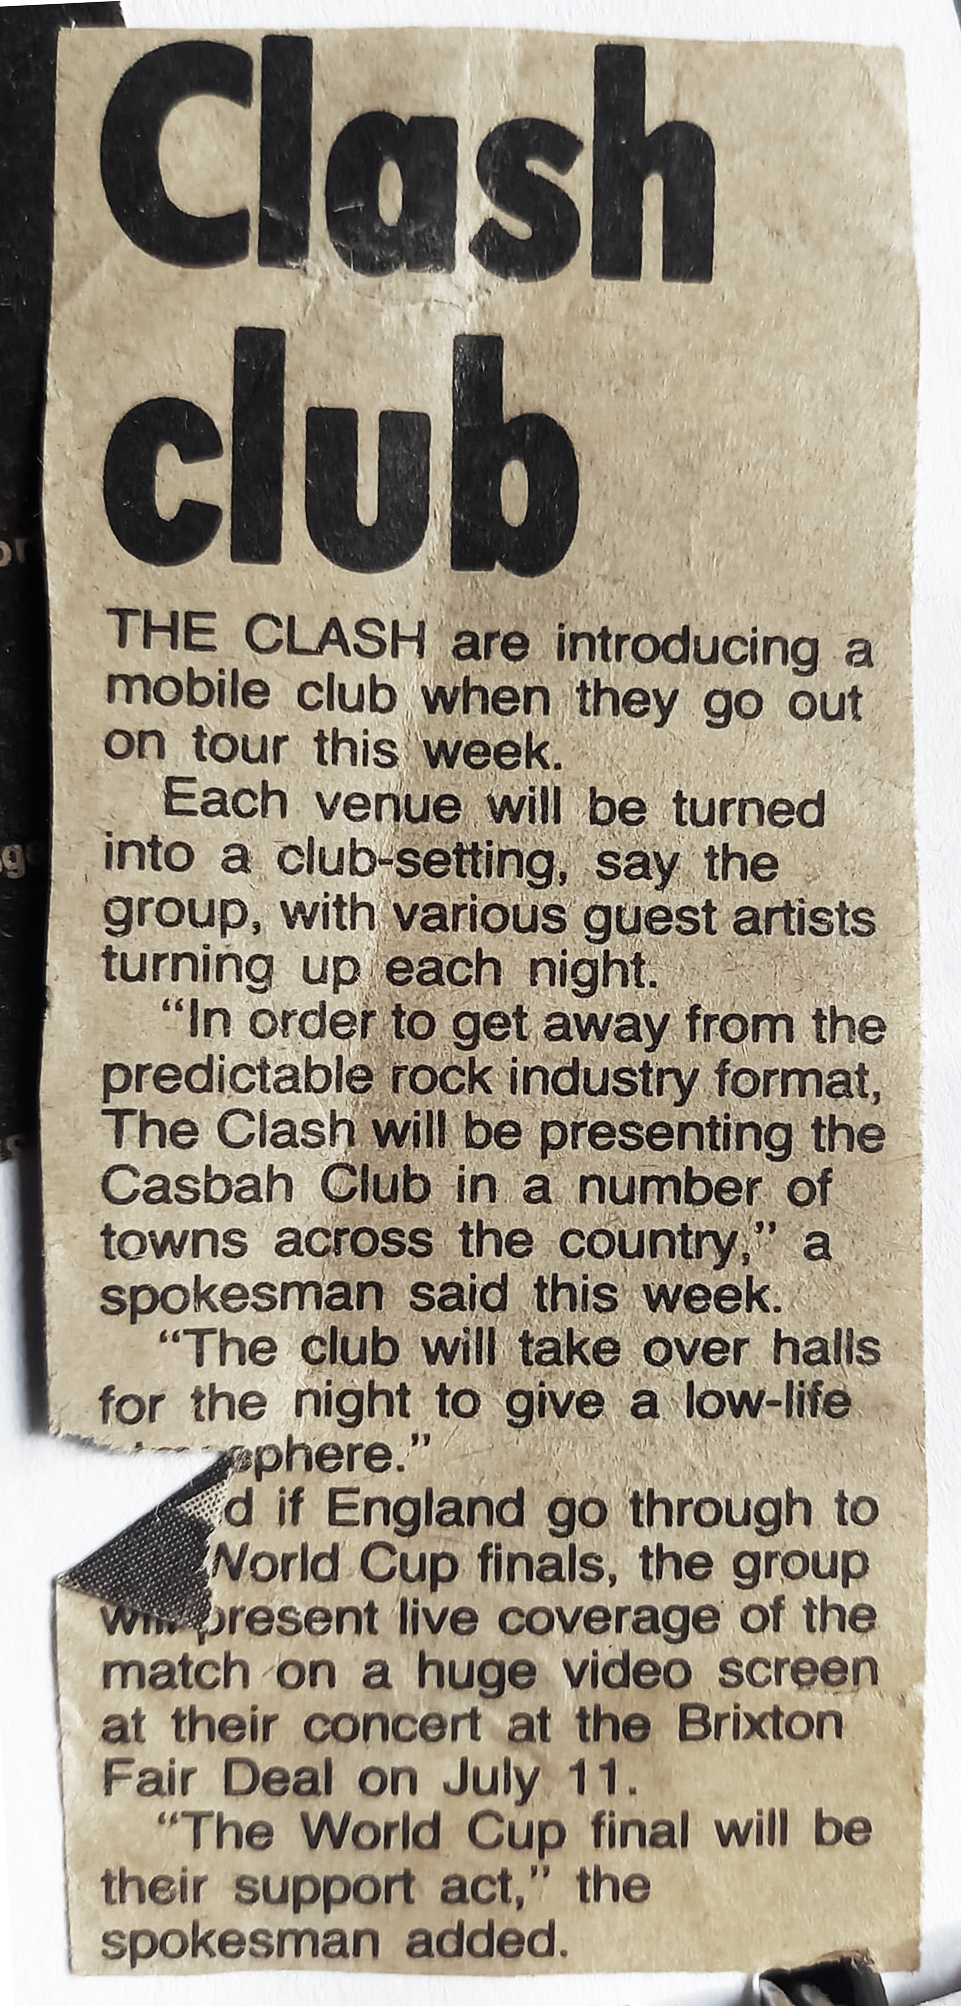 Clash
club
THE CLASH are introducing a
mobile club when they go out
on tour this week.
Each venue will be turned
into a club-setting, say the
group, with various guest artists
turning up each night.
“In order to get away from the
predictable rock industry format,
The Clash will be presenting the
Casbah Club in a number of
towns across the country,” a
spokesman said this week.
“The club will take over halls
for the night to give a low-life
sphere.”
d if England go through to
World Cup finals, the group
will present live coverage of the
match on a huge video screen
at their concert at the Brixton
Fair Deal on July 11.
“The World Cup final will be
their support act,” the
spokesman added.